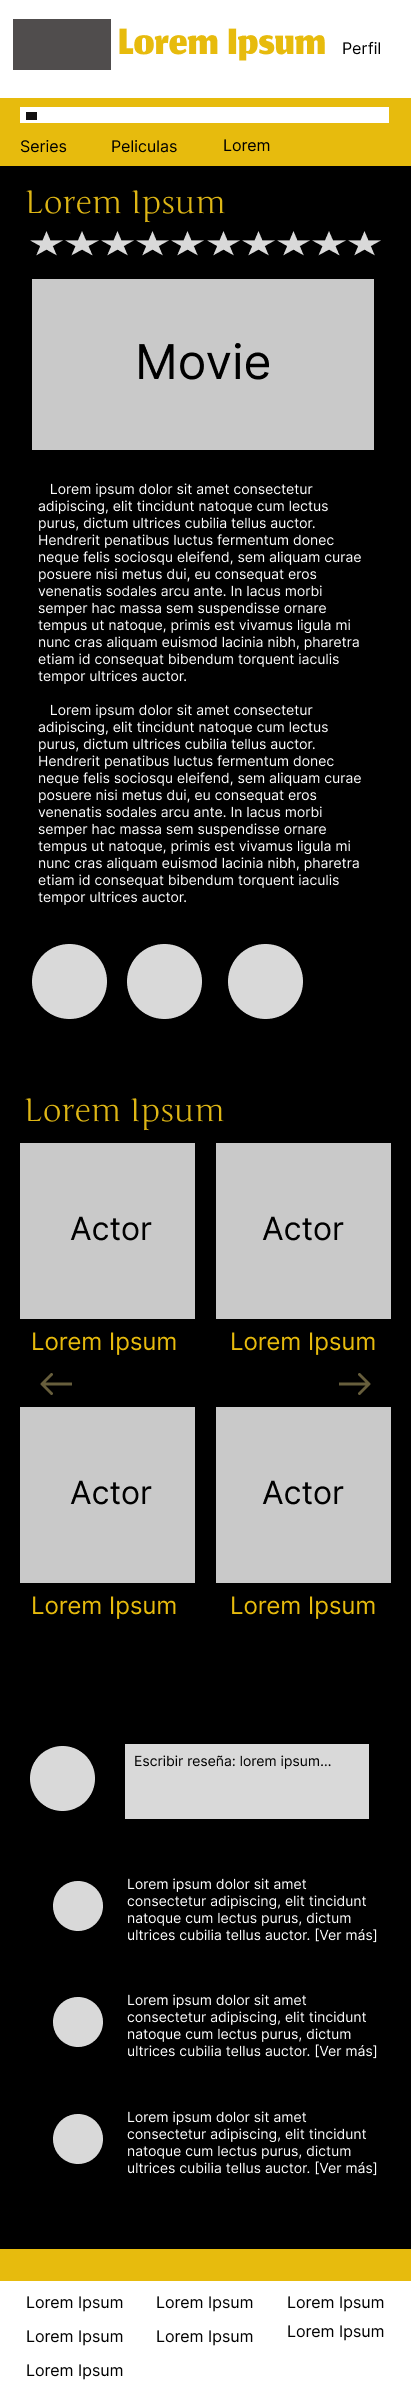 Lorem Ipsum
Perfil
Series Peliculas Lorem
Lorem Ipsum
Movie
Lorem ipsum dolor sit amet consectetur
adipiscing, elit tincidunt natoque cum lectus
purus, dictum ultrices cubilia tellus auctor.
Hendrerit penatibus luctus fermentum donec
neque felis sociosqu eleifend, sem aliquam curae
posuere nisi metus dui, eu consequat eros
venenatis sodales arcu ante. In lacus morbi
semper hac massa sem suspendisse ornare
tempus ut natoque, primis est vivamus ligula mi
nunc cras aliquam euismod lacinia nibh, pharetra
etiam id consequat bibendum torquent iaculis
tempor ultrices auctor.
Lorem ipsum dolor sit amet consectetur
adipiscing, elit tincidunt natoque cum lectus
purus, dictum ultrices cubilia tellus auctor.
Hendrerit penatibus luctus fermentum donec
neque felis sociosqu eleifend, sem aliquam curae
posuere nisi metus dui, eu consequat eros
venenatis sodales arcu ante. In lacus morbi
semper hac massa sem suspendisse ornare
tempus ut natoque, primis est vivamus ligula mi
nunc cras aliquam euismod lacinia nibh, pharetra
etiam id consequat bibendum torquent iaculis
tempor ultrices auctor.
Lorem Ipsum
Actor Actor
Lorem Ipsum Lorem Ipsum
Actor Actor
Lorem Ipsum Lorem Ipsum
Escribir reseña: lorem ipsum...
Lorem ipsum dolor sit amet
consectetur adipiscing, elit tincidunt
natoque cum lectus purus, dictum
ultrices cubilia tellus auctor. [Ver más]
Lorem ipsum dolor sit amet
consectetur adipiscing, elit tincidunt
natoque cum lectus purus, dictum
ultrices cubilia tellus auctor. [Ver más]
Lorem ipsum dolor sit amet
consectetur adipiscing, elit tincidunt
natoque cum lectus purus, dictum
ultrices cubilia tellus auctor. [Ver más]
Lorem Ipsum Lorem Ipsum Lorem Ipsum
Lorem Ipsum Lorem Ipsum Lorem Ipsum
Lorem Ipsum